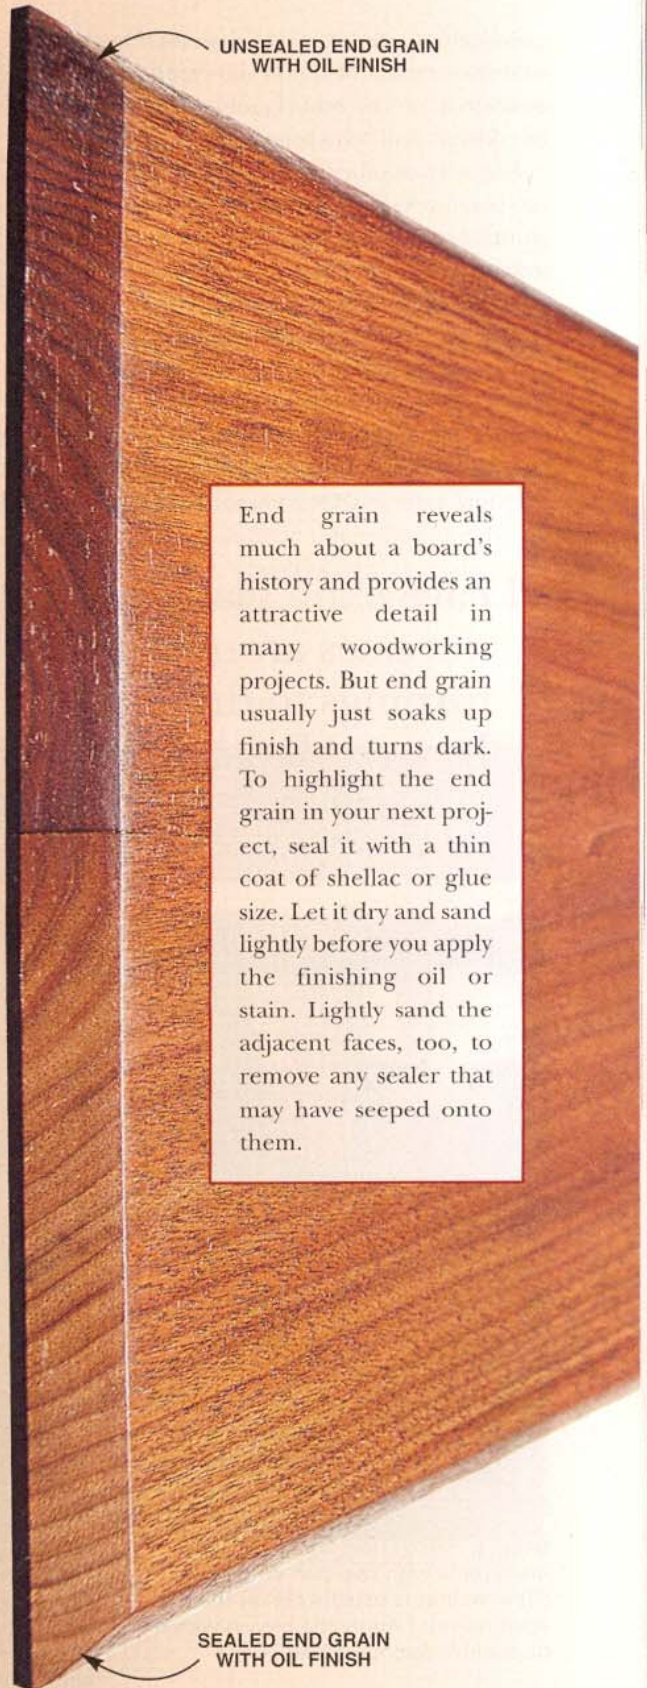 UNSEALED END GRAIN
WITH OIL FINISH
End grain reveals
much about a board's
history and provides an
attractive detail in
many woodworking
projects. But end grain
usually just soaks up
finish and turns dark.
To highlight the end
grain in your next proj-
ect, seal it with a thin
coat of shellac or glue
size. Let it dry and sand
lightly before you apply
the finishing oil or
stain. Lightly sand the
adjacent faces, too, to
remove any sealer that
may have seeped onto
them.
SEALED END GRAIN
WITH OIL FINISH